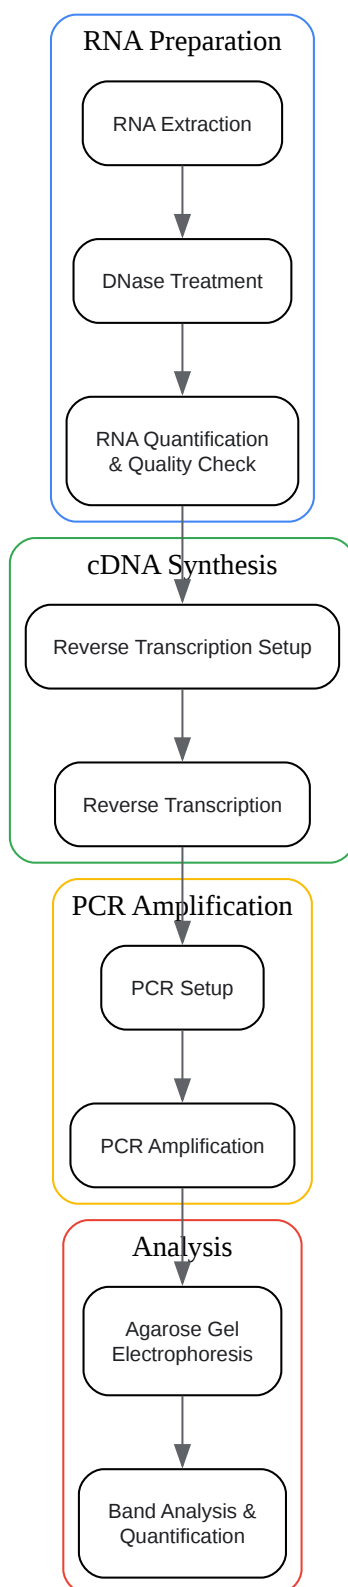 RNA Preparation
RNA Extraction
DNase Treatment
RNA Quantification
& Quality Check
cDNA Synthesis
Reverse Transcription Setup
Reverse Transcription
PCR Amplification
PCR Setup
PCR Amplification
Analysis
Agarose Gel
Electrophoresis
Band Analysis &
Quantification